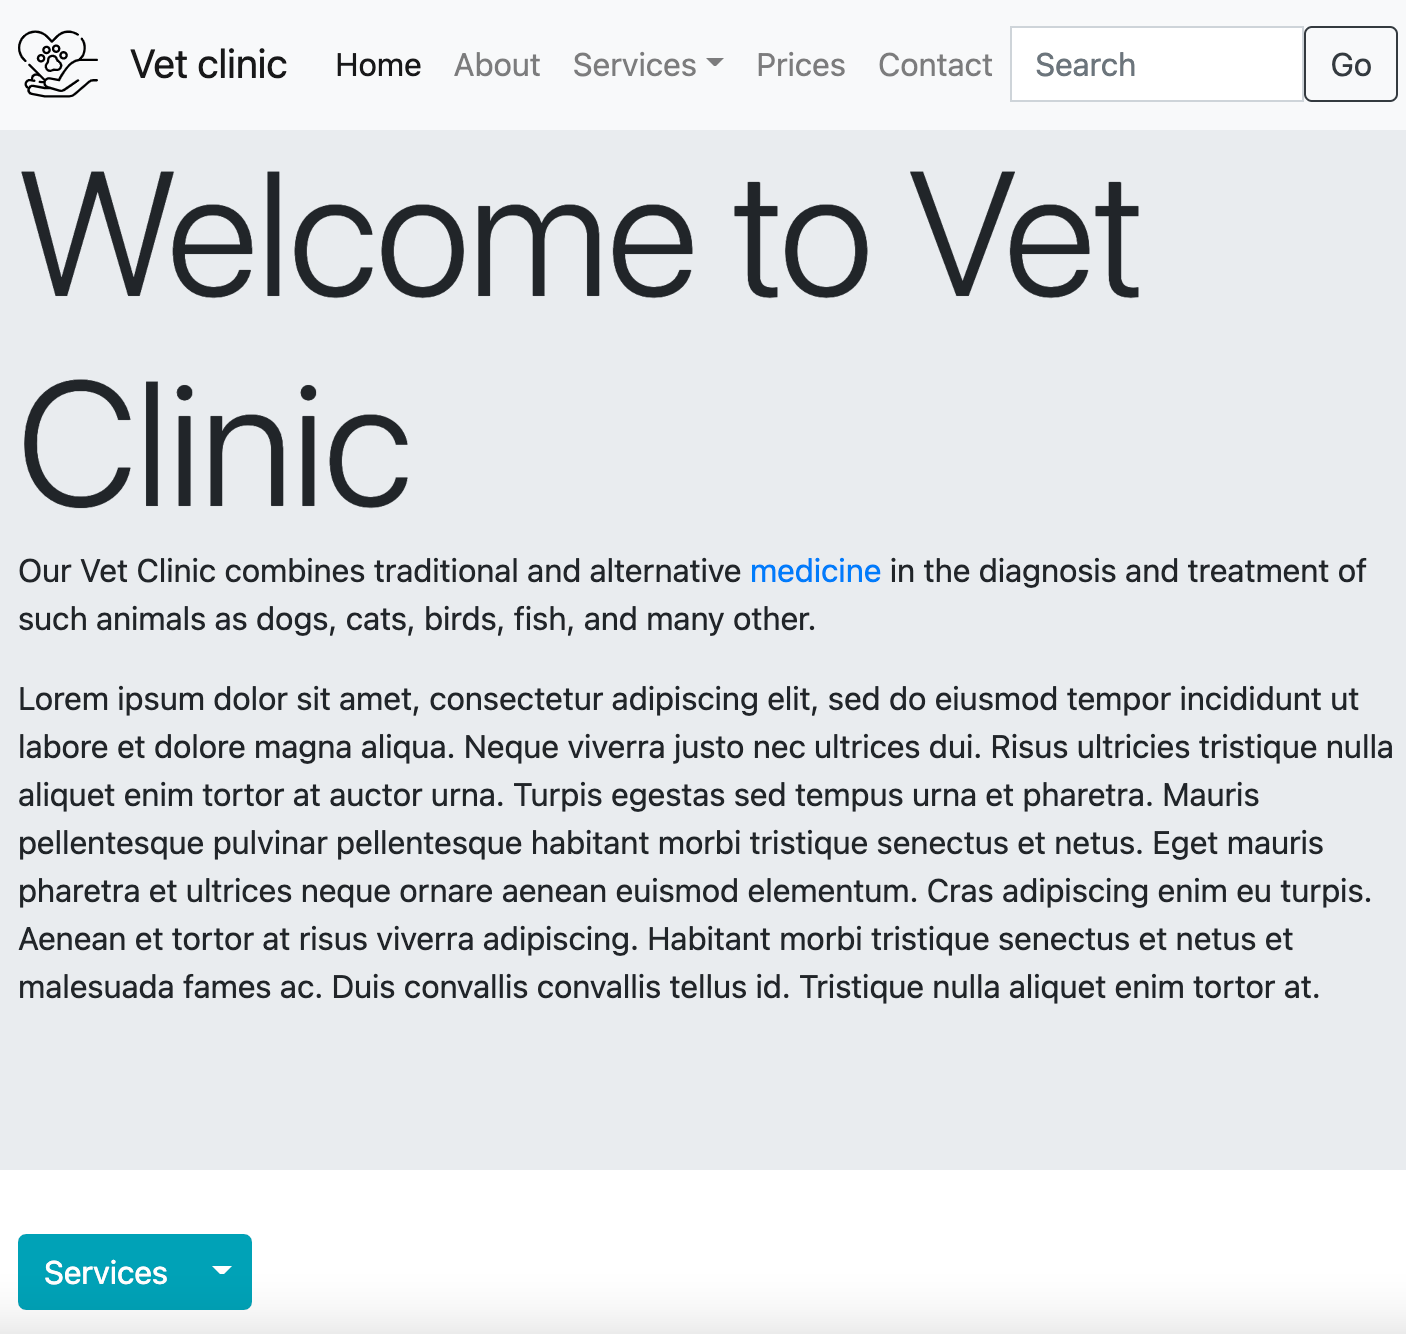 Vet clinic Home About Services Prices Contact Search Go
Welcome to Vet
Clinic
Our Vet Clinic combines traditional and alternative medicine in the diagnosis and treatment of
such animals as dogs, cats, birds, fish, and many other.
Lorem ipsum dolor sit amet, consectetur adipiscing elit, sed do eiusmod tempor incididunt ut
labore et dolore magna aliqua. Neque viverra justo nec ultrices dui. Risus ultricies tristique nulla
aliquet enim tortor at auctor urna. Turpis egestas sed tempus urna et pharetra. Mauris
pellentesque pulvinar pellentesque habitant morbi tristique senectus et netus. Eget mauris
pharetra et ultrices neque ornare aenean euismod elementum. Cras adipiscing enim eu turpis.
Aenean et tortor at risus viverra adipiscing. Habitant morbi tristique senectus et netus et
malesuada fames ac. Duis convallis convallis tellus id. Tristique nulla aliquet enim tortor at.
Services